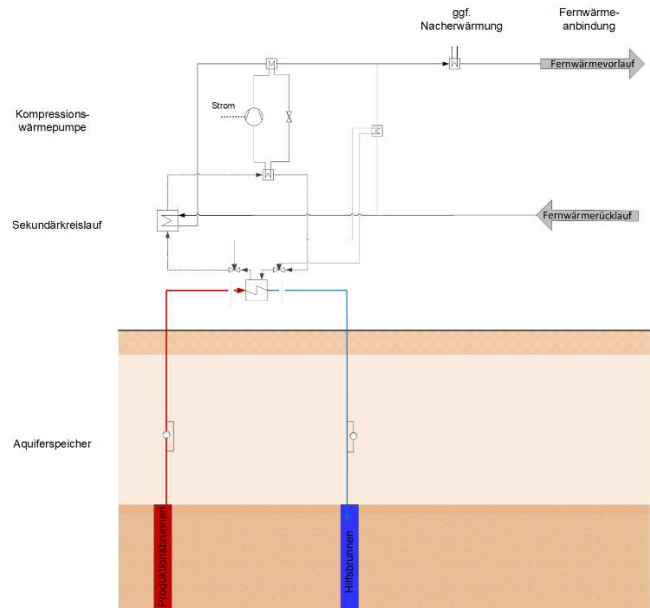 ggf.
Nacherwärmung
Fernwärme-
anbindung
Fernwärmevorlauf
Strom
Kompressions-
wärmepumpe
Sekundärkreislauf
Fernwärmerücklauf
Aquiferspeicher
Produktionsbrunnen
Hilfsbrunnen